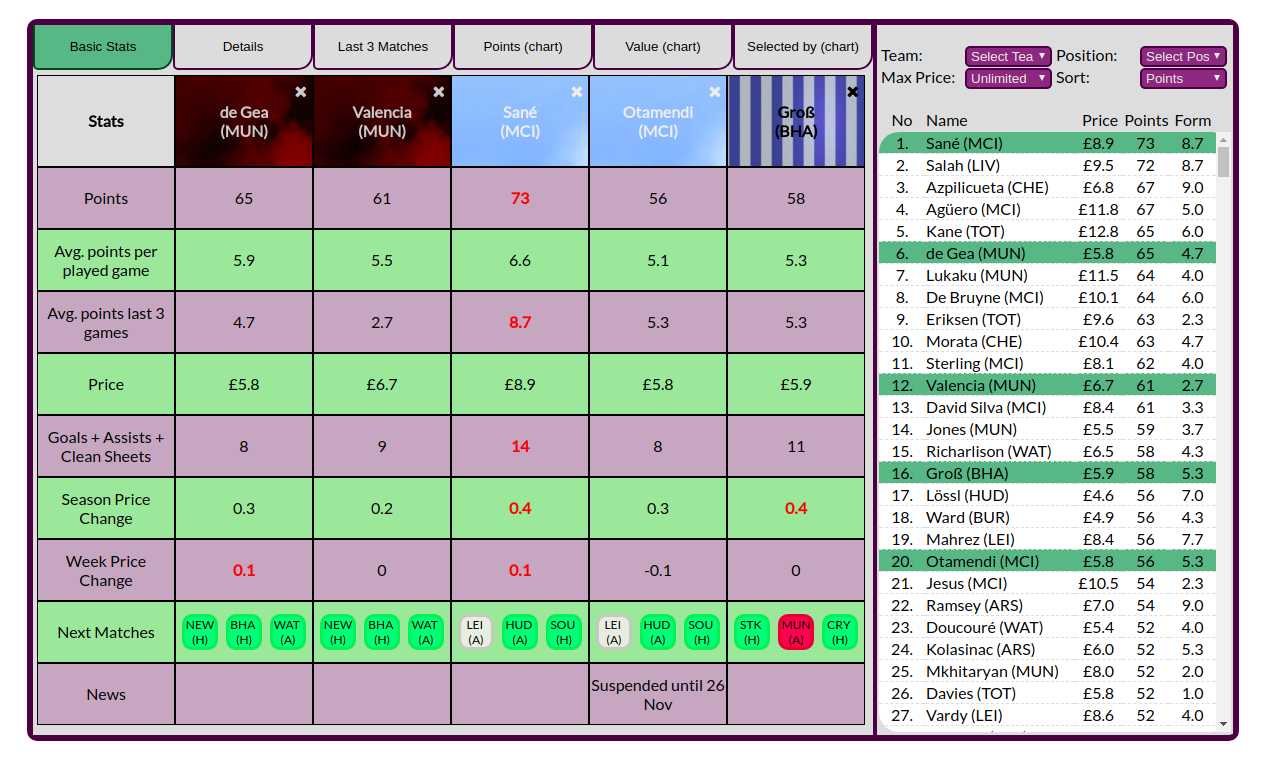 Basic Stats Details Last 3 Matches Points (chart) Value (chart) Selected by (chart)
Stats de Gea (MUN) ✖ Valencia (MUN) ✖ Sané (MCI) ✖ Otamendi (MCI) ✖ Groß (BHA) ✖
Points 65 61 73 56 58
Avg. points per played game 5.9 5.5 6.6 5.1 5.3
Avg. points last 3 games 4.7 2.7 8.7 5.3 5.3
Price £5.8 £6.7 £8.9 £5.8 £5.9
Goals + Assists + Clean Sheets 8 9 14 8 11
Season Price Change 0.3 0.2 0.4 0.3 0.4
Week Price Change 0.1 0 0.1 -0.1 0
Next Matches NEW (H) BHA (H) WAT (A) NEW (H) BHA (H) WAT (A) LEI (A) HUD (A) SOU (H) LEI (A) HUD (A) SOU (H) STK (H) MUN (A) CRY (H)
News Suspended until 26 Nov
Team: Select Tea ▼ Position: Select Pos ▼
Max Price: Unlimited ▼ Sort: Points ▼
No Name Price Points Form
1. Sané (MCI) £8.9 73 8.7
2. Salah (LIV) £9.5 72 8.7
3. Azpilicueta (CHE) £6.8 67 9.0
4. Agüero (MCI) £11.8 67 5.0
5. Kane (TOT) £12.8 65 6.0
6. de Gea (MUN) £5.8 65 4.7
7. Lukaku (MUN) £11.5 64 4.0
8. De Bruyne (MCI) £10.1 64 6.0
9. Eriksen (TOT) £9.6 63 2.3
10. Morata (CHE) £10.4 63 4.7
11. Sterling (MCI) £8.1 62 4.0
12. Valencia (MUN) £6.7 61 2.7
13. David Silva (MCI) £8.4 61 3.3
14. Jones (MUN) £5.5 59 3.7
15. Richarlison (WAT) £6.5 58 4.3
16. Groß (BHA) £5.9 58 5.3
17. Lössl (HUD) £4.6 56 7.0
18. Ward (BUR) £4.9 56 4.3
19. Mahrez (LEI) £8.4 56 7.7
20. Otamendi (MCI) £5.8 56 5.3
21. Jesus (MCI) £10.5 54 2.3
22. Ramsey (ARS) £7.0 54 9.0
23. Doucouré (WAT) £5.4 52 4.0
24. Kolasinac (ARS) £6.0 52 5.3
25. Mkhitaryan (MUN) £8.0 52 2.0
26. Davies (TOT) £5.8 52 1.0
27. Vardy (LEI) £8.6 52 4.0